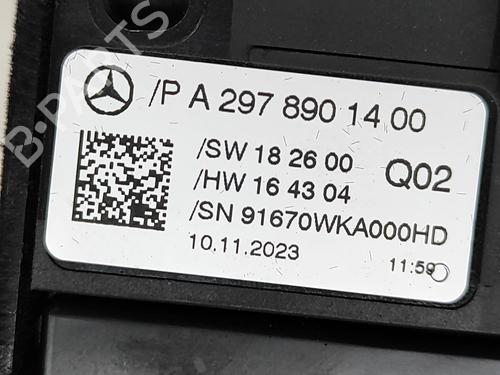 /P A 297 890 14 00
/SW 18 26 00
Q02
/HW 16 43 04
/SN 91670WKA000HD
10.11.2023
11:59
B-PARTS